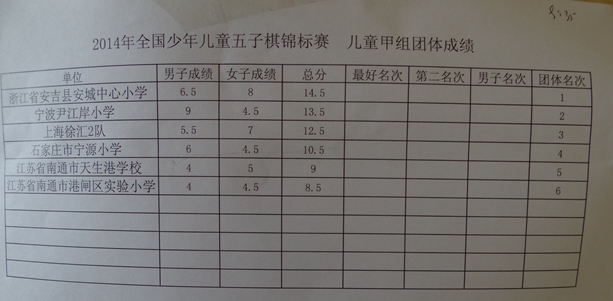 2014年全国少年儿童五子棋锦标赛 儿童甲组团体成绩
单位 男子成绩 女子成绩 总分 最好名次 第二名次 男子名次 团体名次
浙江省安吉县安城中心小学 6.5 8 14.5 1
宁波尹江岸小学 9 4.5 13.5 2
上海徐汇2队 5.5 7 12.5 3
石家庄市宁源小学 6 4.5 10.5 4
江苏省南通市天生港学校 4 5 9 5
江苏省南通市港闸区实验小学 4 4.5 8.5 6